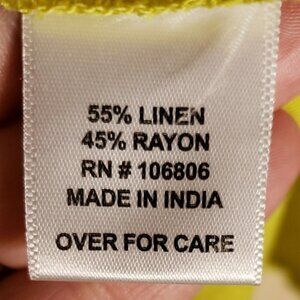 55% LINEN
45% RAYON
RN # 106806
MADE IN INDIA
OVER FOR CARE